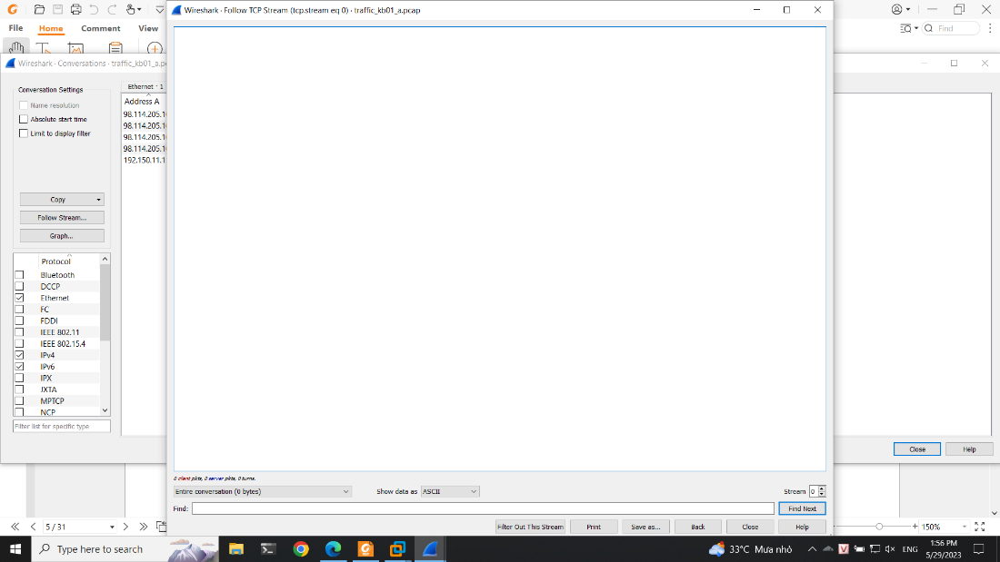 Wireshark · Follow TCP Stream (tcp.stream eq 0) · traffic_kb01_a.pcap
File
Home
Comment
View
Find
Wireshark · Conversations · traffic_kb01_a.p
Conversation Settings
Name resolution
Absolute start time
Limit to display filter
Copy
Follow Stream...
Graph...
Protocol
Bluetooth
DCCP
Ethernet
FC
FDDI
IEEE 802.11
IEEE 802.15.4
IPv4
IPv6
IPX
JXTA
MPTCP
NCP
Filter list for specific type
Ethernet · 1
Address A
98.114.205.1
98.114.205.1
98.114.205.1
98.114.205.1
192.150.11.1
Close
Help
0 client pkts, 0 server pkts, 0 turns.
Entire conversation (0 bytes)
Show data as
ASCII
Stream
0
Find:
Find Next
Filter Out This Stream
Print
Save as...
Back
Close
Help
5 / 31
150%
Type here to search
33°C Mưa nhỏ
V
ENG
1:56 PM
5/29/2023